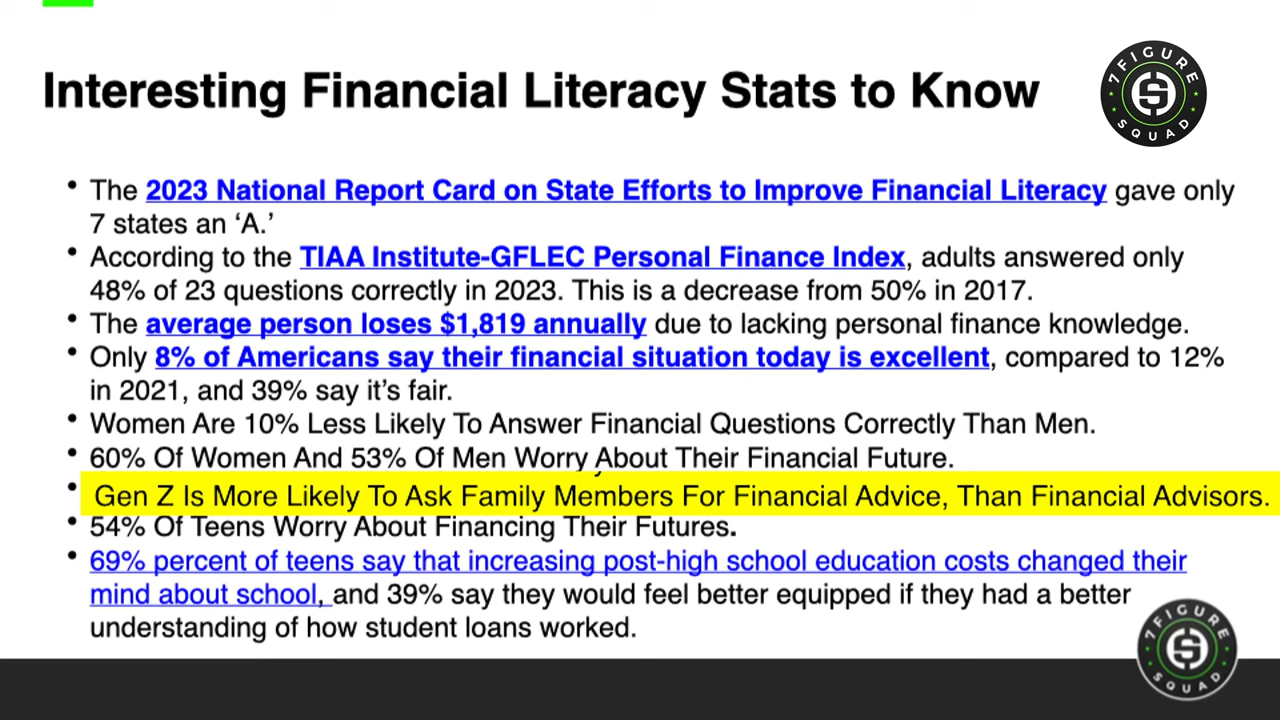 Interesting Financial Literacy Stats to Know
7FIGURE
SQUAD
• The 2023 National Report Card on State Efforts to Improve Financial Literacy gave only
7 states an ‘A.’
• According to the TIAA Institute-GFLEC Personal Finance Index, adults answered only
48% of 23 questions correctly in 2023. This is a decrease from 50% in 2017.
• The average person loses $1,819 annually due to lacking personal finance knowledge.
• Only 8% of Americans say their financial situation today is excellent, compared to 12%
in 2021, and 39% say it’s fair.
• Women Are 10% Less Likely To Answer Financial Questions Correctly Than Men.
• 60% Of Women And 53% Of Men Worry About Their Financial Future.
• Gen Z Is More Likely To Ask Family Members For Financial Advice, Than Financial Advisors.
• 54% Of Teens Worry About Financing Their Futures.
• 69% percent of teens say that increasing post-high school education costs changed their
mind about school, and 39% say they would feel better equipped if they had a better
understanding of how student loans worked.
7FIGURE
SQUAD